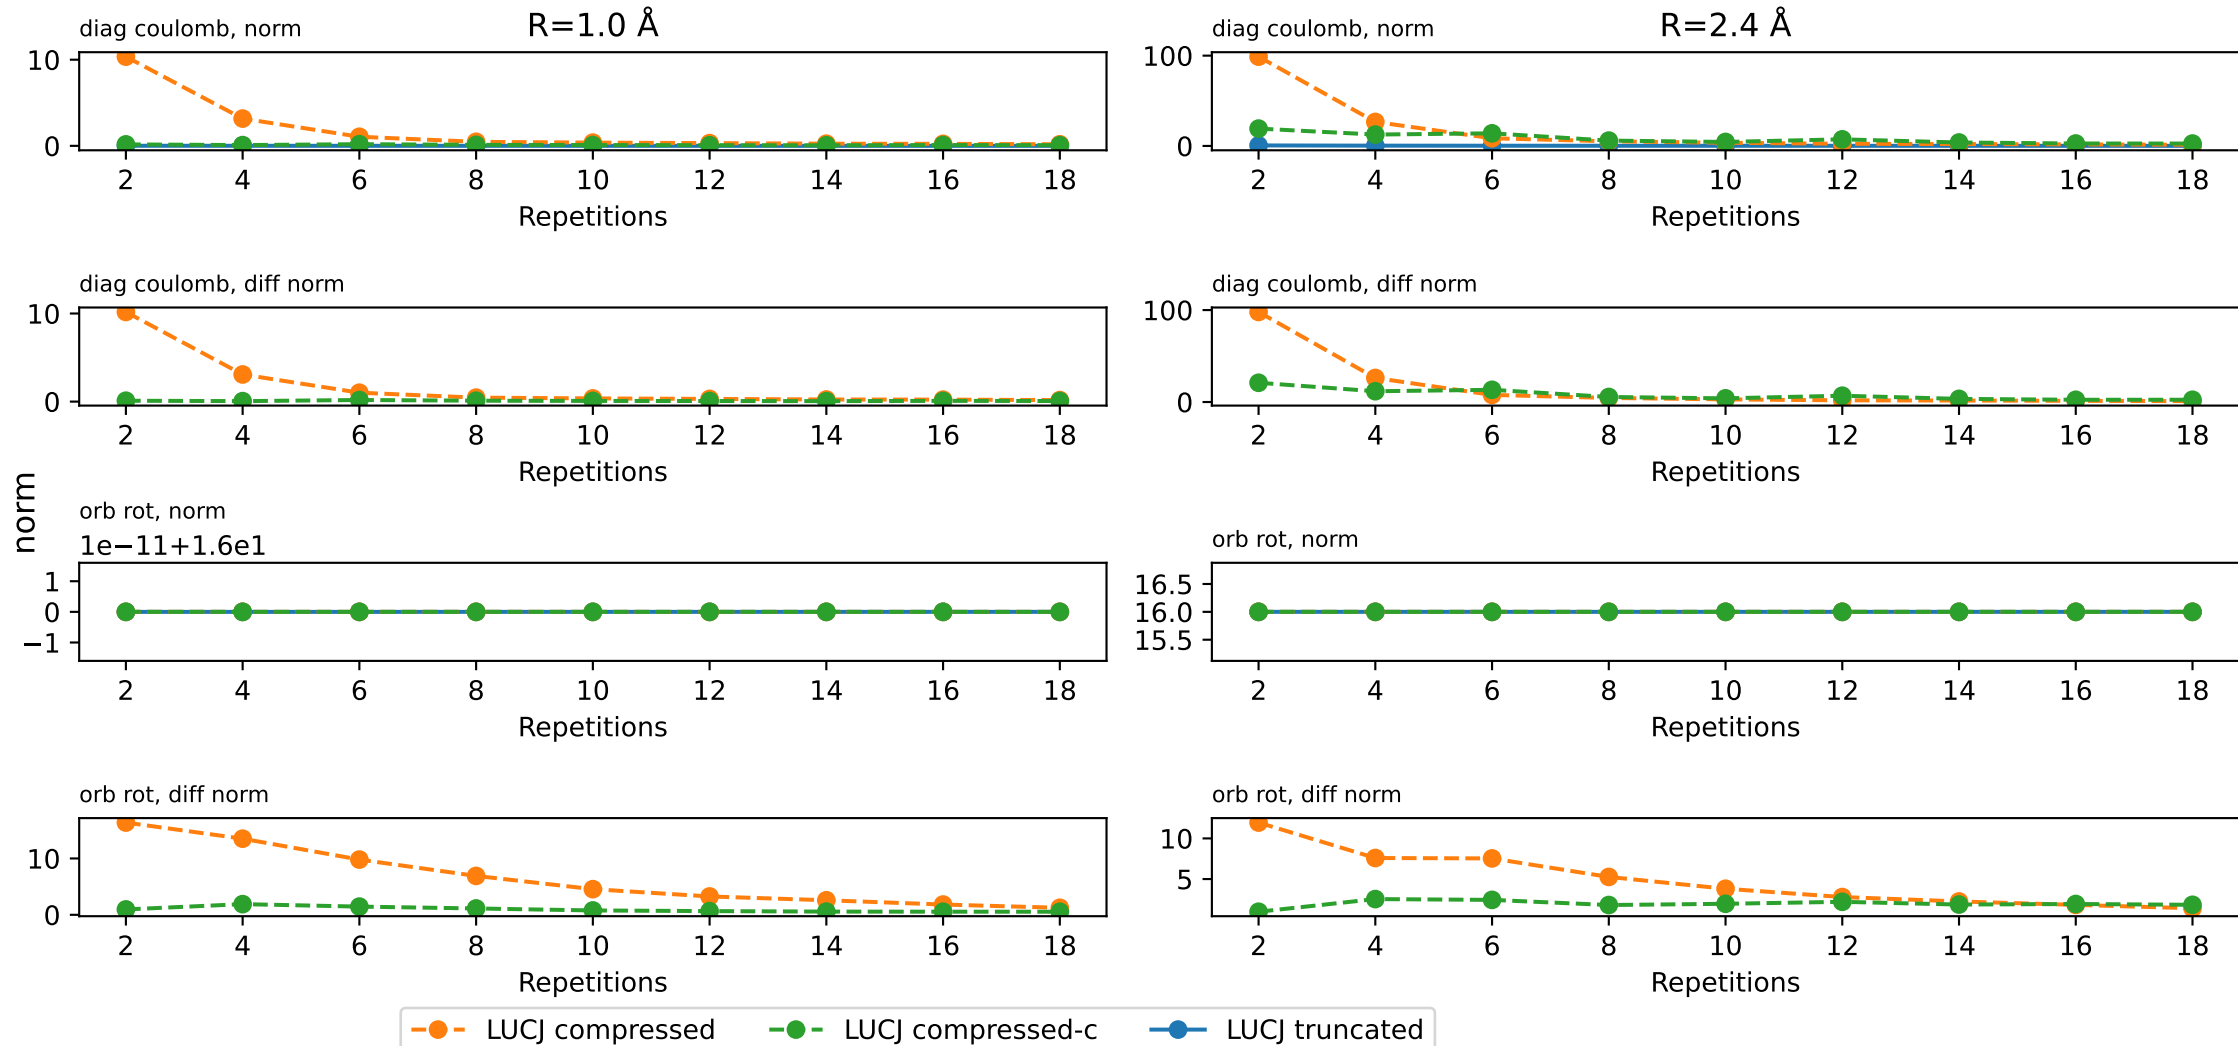 R=1.0 Å
diag coulomb, norm
10
0
2 4 6 8 10 12 14 16 18
Repetitions
R=2.4 Å
diag coulomb, norm
100
0
2 4 6 8 10 12 14 16 18
Repetitions
diag coulomb, diff norm
10
0
2 4 6 8 10 12 14 16 18
Repetitions
diag coulomb, diff norm
100
0
2 4 6 8 10 12 14 16 18
Repetitions
norm
orb rot, norm
1e−11+1.6e1
1
0
−1
2 4 6 8 10 12 14 16 18
Repetitions
orb rot, norm
16.5
16.0
15.5
2 4 6 8 10 12 14 16 18
Repetitions
orb rot, diff norm
10
0
2 4 6 8 10 12 14 16 18
Repetitions
orb rot, diff norm
10
5
2 4 6 8 10 12 14 16 18
Repetitions
LUCJ compressed LUCJ compressed-c LUCJ truncated